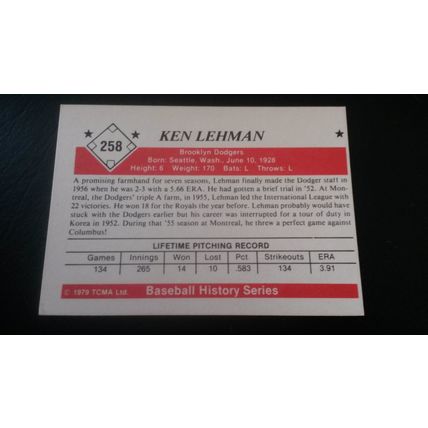 258
KEN LEHMAN
Brooklyn Dodgers
Born: Seattle, Wash., June 10, 1928
Height: 6 Weight: 170 Bats: L Throws: L
A promising farmhand for seven seasons, Lehman finally made the Dodger staff in
1956 when he was 2-3 with a 5.66 ERA. He had gotten a brief trial in '52. At Mon-
treal, the Dodgers' triple A farm, in 1955, Lehman led the International League with
22 victories. He won 18 for the Royals the year before. Lehman probably would have
stuck with the Dodgers earlier but his career was interrupted for a tour of duty in
Korea in 1952. During that '55 season at Montreal, he threw a perfect game against
Columbus!
LIFETIME PITCHING RECORD
Games Innings Won Lost Pct Strikeouts ERA
134 265 14 10 .583 134 3.91
© 1979 TCMA Ltd. Baseball History Series